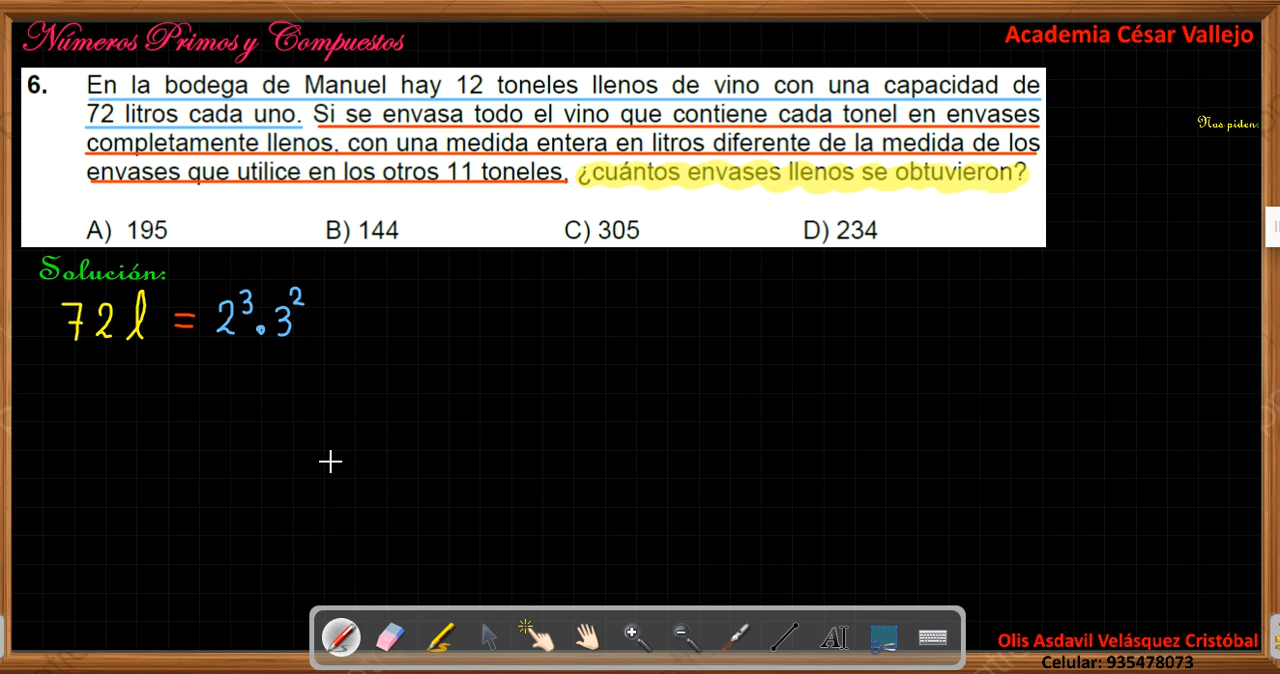 Números Primos y Compuestos
Academia César Vallejo
6. En la bodega de Manuel hay 12 toneles llenos de vino con una capacidad de
72 litros cada uno. Si se envasa todo el vino que contiene cada tonel en envases
completamente llenos, con una medida entera en litros diferente de la medida de los
envases que utilice en los otros 11 toneles, ¿cuántos envases llenos se obtuvieron?
A) 195 B) 144 C) 305 D) 234
Nos piden:
Solución:
72 l = 2³ . 3²
AI
Olis Asdavil Velásquez Cristóbal
Celular: 935478073